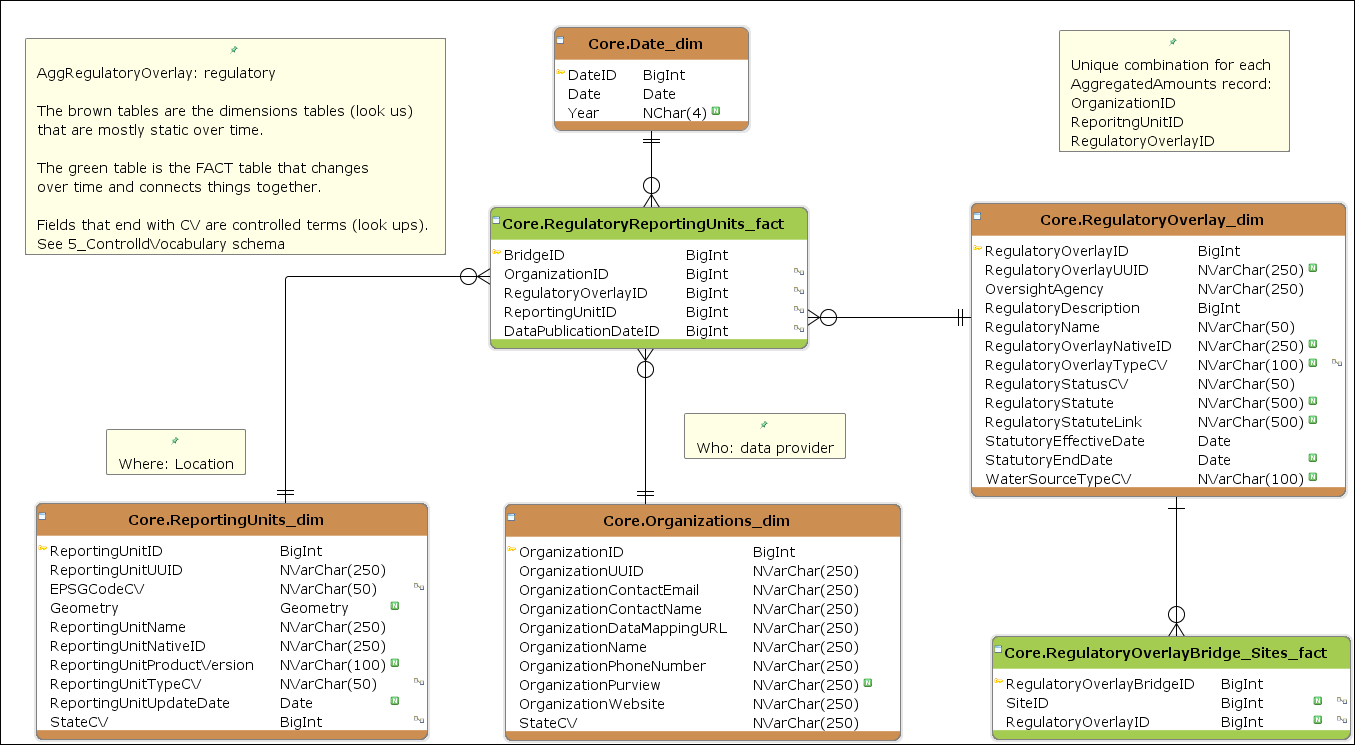 AggRegulatoryOverlay: regulatory
The brown tables are the dimensions tables (look us)
that are mostly static over time.
The green table is the FACT table that changes
over time and connects things together.
Fields that end with CV are controlled terms (look ups).
See 5_ControlldVocabulary schema
Core.Date_dim
DateID BigInt
Date Date
Year NChar(4) N
Unique combination for each
AggregatedAmounts record:
OrganizationID
ReporitngUnitID
RegulatoryOverlayID
Core.RegulatoryReportingUnits_fact
BridgeID BigInt
OrganizationID BigInt
RegulatoryOverlayID BigInt
ReportingUnitID BigInt
DataPublicationDateID BigInt
Core.RegulatoryOverlay_dim
RegulatoryOverlayID BigInt
RegulatoryOverlayUUID NVarChar(250) N
OversightAgency NVarChar(250)
RegulatoryDescription BigInt
RegulatoryName NVarChar(50)
RegulatoryOverlayNativeID NVarChar(250) N
RegulatoryOverlayTypeCV NVarChar(100) N
RegulatoryStatusCV NVarChar(50)
RegulatoryStatute NVarChar(500) N
RegulatoryStatuteLink NVarChar(500) N
StatutoryEffectiveDate Date
StatutoryEndDate Date N
WaterSourceTypeCV NVarChar(100) N
Where: Location
Who: data provider
Core.ReportingUnits_dim
ReportingUnitID BigInt
ReportingUnitUUID NVarChar(250)
EPSGCodeCV NVarChar(50)
Geometry Geometry N
ReportingUnitName NVarChar(250)
ReportingUnitNativeID NVarChar(250)
ReportingUnitProductVersion NVarChar(100) N
ReportingUnitTypeCV NVarChar(50)
ReportingUnitUpdateDate Date N
StateCV BigInt
Core.Organizations_dim
OrganizationID BigInt
OrganizationUUID NVarChar(250)
OrganizationContactEmail NVarChar(250)
OrganizationContactName NVarChar(250)
OrganizationDataMappingURL NVarChar(250)
OrganizationName NVarChar(250)
OrganizationPhoneNumber NVarChar(250)
OrganizationPurview NVarChar(250) N
OrganizationWebsite NVarChar(250)
StateCV NVarChar(250)
Core.RegulatoryOverlayBridge_Sites_fact
RegulatoryOverlayBridgeID BigInt
SiteID BigInt N
RegulatoryOverlayID BigInt N